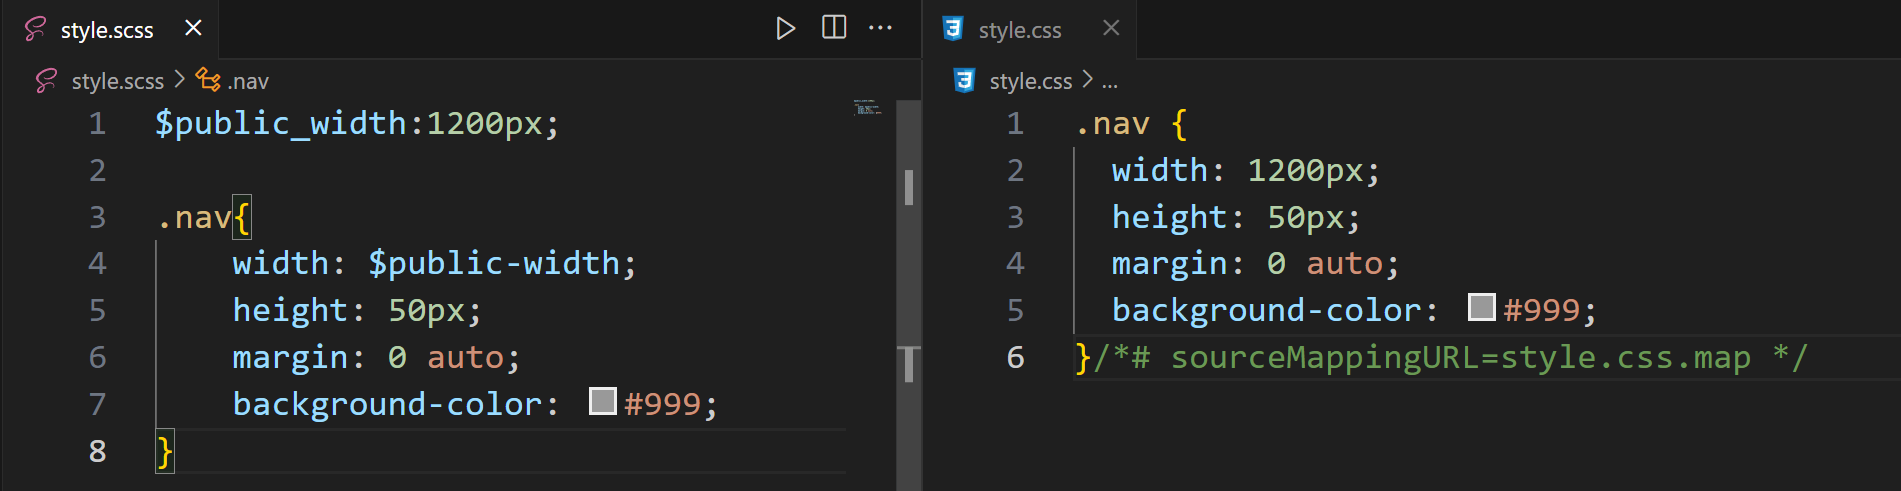 style.scss
style.scss > .nav
1 $public_width:1200px;
2
3 .nav{
4 width: $public-width;
5 height: 50px;
6 margin: 0 auto;
7 background-color: #999;
8 }
style.css
style.css > ...
1 .nav {
2 width: 1200px;
3 height: 50px;
4 margin: 0 auto;
5 background-color: #999;
6 }/*# sourceMappingURL=style.css.map */